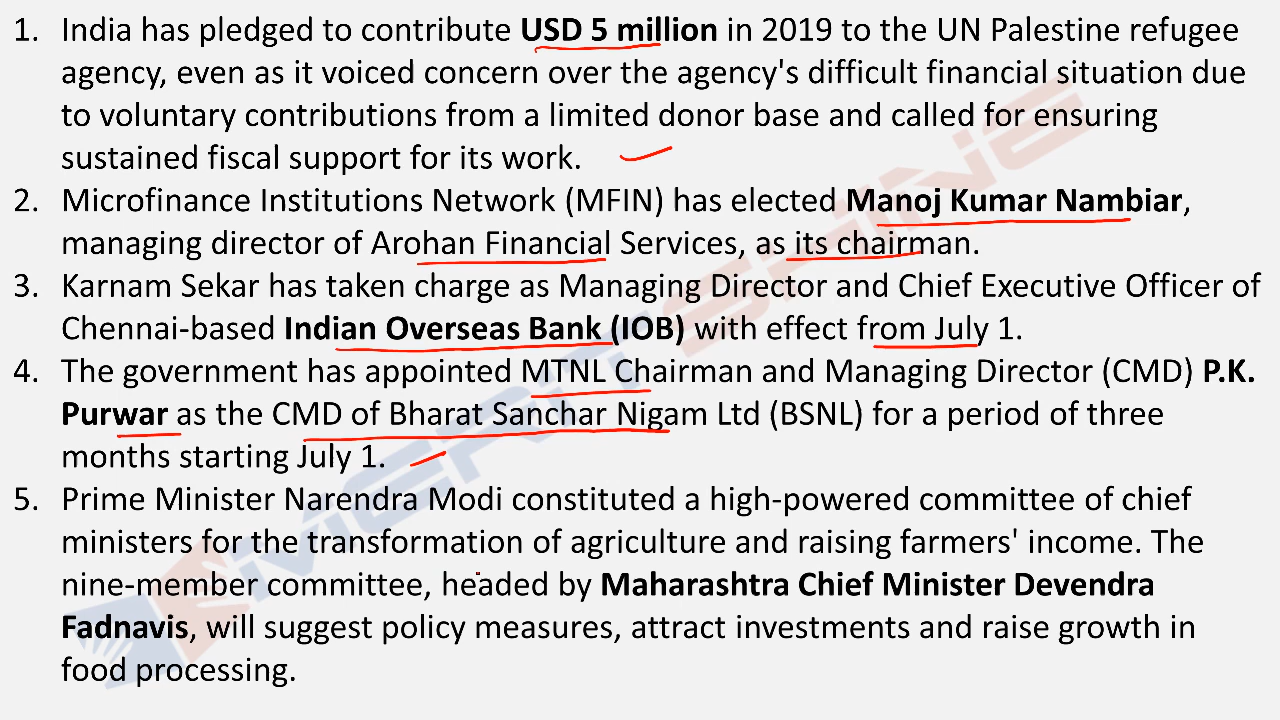 1. India has pledged to contribute USD 5 million in 2019 to the UN Palestine refugee
agency, even as it voiced concern over the agency's difficult financial situation due
to voluntary contributions from a limited donor base and called for ensuring
sustained fiscal support for its work.
2. Microfinance Institutions Network (MFIN) has elected Manoj Kumar Nambiar,
managing director of Arohan Financial Services, as its chairman.
3. Karnam Sekar has taken charge as Managing Director and Chief Executive Officer of
Chennai-based Indian Overseas Bank (IOB) with effect from July 1.
4. The government has appointed MTNL Chairman and Managing Director (CMD) P.K.
Purwar as the CMD of Bharat Sanchar Nigam Ltd (BSNL) for a period of three
months starting July 1.
5. Prime Minister Narendra Modi constituted a high-powered committee of chief
ministers for the transformation of agriculture and raising farmers' income. The
nine-member committee, headed by Maharashtra Chief Minister Devendra
Fadnavis, will suggest policy measures, attract investments and raise growth in
food processing.